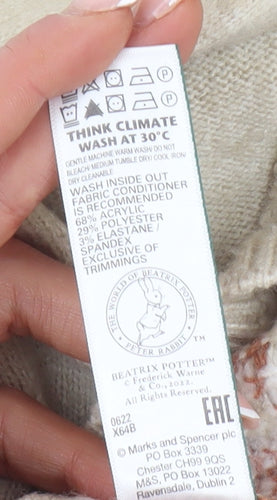 THINK CLIMATE
WASH AT 30°C
GENTLE MACHINE WARM WASH/ DO NOT
BLEACH/ MEDIUM TUMBLE DRY/ COOL IRON/
DRY CLEANABLE
WASH INSIDE OUT
FABRIC CONDITIONER
IS RECOMMENDED
68% ACRYLIC
29% POLYESTER
3% ELASTANE /
SPANDEX
EXCLUSIVE OF
TRIMMINGS
THE WORLD OF BEATRIX POTTER
• PETER RABBIT • ™
BEATRIX POTTER™
© Frederick Warne
& Co., 2022.
All Rights Reserved.
0622
X64B
EAC
© Marks and Spencer plc
PO Box 3339
Chester CH99 9QS
M&S, PO Box 13022
Ravensdale, Dublin 2